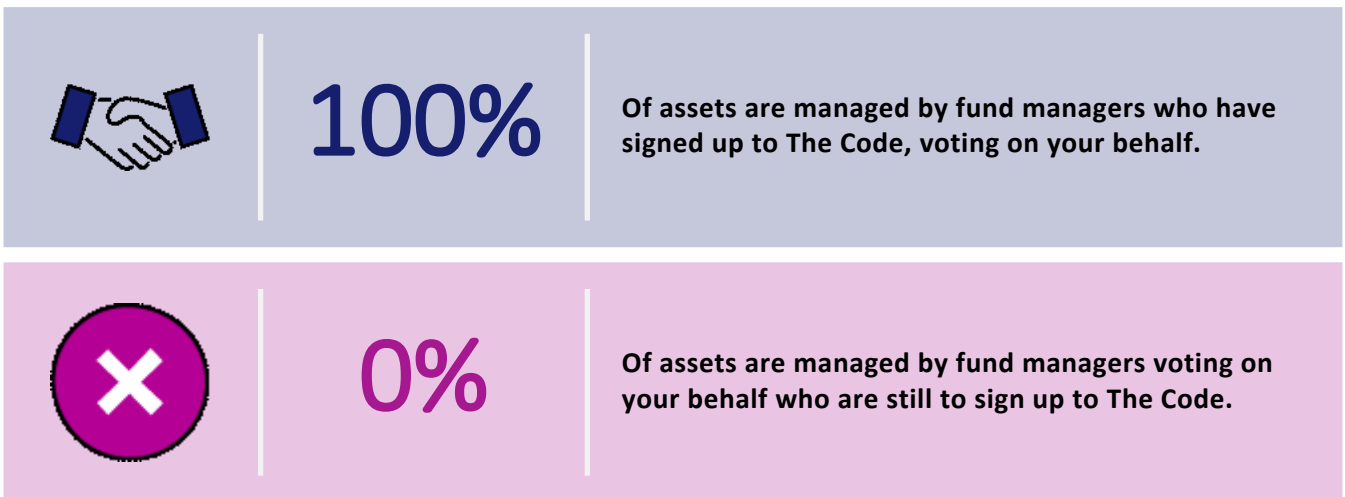 100%
Of assets are managed by fund managers who have
signed up to The Code, voting on your behalf.
0%
Of assets are managed by fund managers voting on
your behalf who are still to sign up to The Code.